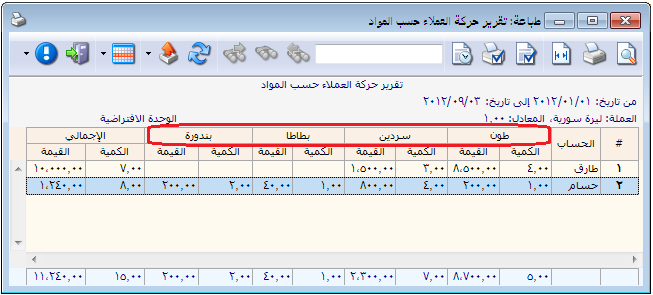 طباعة: تقرير حركة العملاء حسب المواد
تقرير حركة العملاء حسب المواد
من تاريخ: ٢٠١٢/٠١/٠١ إلى تاريخ: ٢٠١٢/٠٩/٠٣
العملة: ليرة سورية، المعادل: ١,٠٠ الوحدة الافتراضية
# الحساب طون سردين بطاطا بندورة الإجمالي
الكمية القيمة الكمية القيمة الكمية القيمة الكمية القيمة الكمية القيمة
١ طارق ٤,٠٠ ٨,٥٠٠,٠٠ ٣,٠٠ ١,٥٠٠,٠٠ ٧,٠٠ ١٠,٠٠٠,٠٠
٢ حسام ١,٠٠ ٢٠٠,٠٠ ٤,٠٠ ٨٠٠,٠٠ ١,٠٠ ٤٠,٠٠ ٢,٠٠ ٢٠٠,٠٠ ٨,٠٠ ١,٢٤٠,٠٠
٥,٠٠ ٨,٧٠٠,٠٠ ٧,٠٠ ٢,٣٠٠,٠٠ ١,٠٠ ٤٠,٠٠ ٢,٠٠ ٢٠٠,٠٠ ١٥,٠٠ ١١,٢٤٠,٠٠